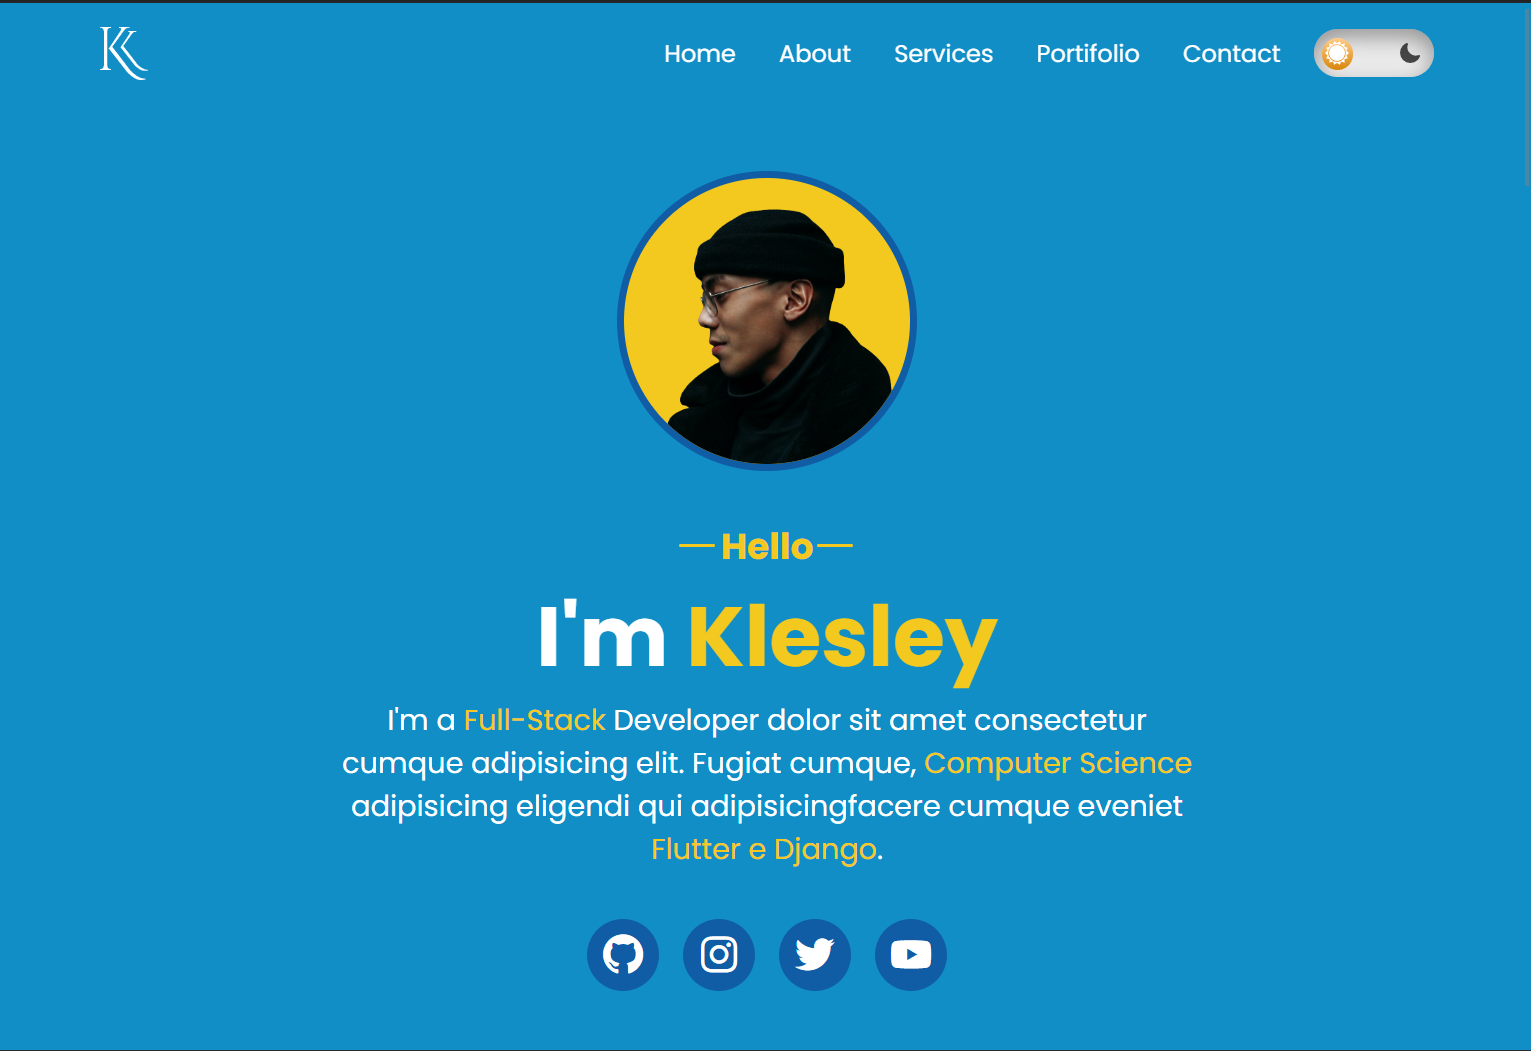 K
Home About Services Portifolio Contact
Hello
I'm Klesley
I'm a Full-Stack Developer dolor sit amet consectetur
cumque adipisicing elit. Fugiat cumque, Computer Science
adipisicing eligendi qui adipisicingfacere cumque eveniet
Flutter e Django.